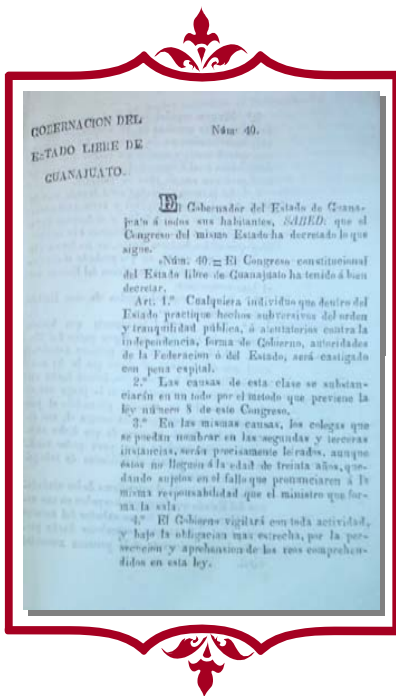 GOBERNACION DEL
ESTADO LIBRE DE
GUANAJUATO.
Núm. 40.
El Gobernador del Estado de Guana-
juato á todos sus habitantes, SABED: que el
Congreso del mismo Estado ha decretado lo que
sigue.
«Núm. 40.=El Congreso constitucional
del Estado libre de Guanajuato ha tenido á bien
decretar.
Art. 1.º Cualquiera individuo que dentro del
Estado practique hechos subversivos del orden
y tranquilidad pública, ó atentatorios contra la
independencia, forma de Gobierno, autoridades
de la Federacion ó del Estado, será castigado
con pena capital.
2.º Las causas de esta clase se substan-
ciarán en un todo por el metodo que previene la
ley número 8 de este Congreso.
3.º En las mismas causas, los colegas que
se puedan nombrar en las segundas y terceras
instancias, serán precisamente letrados, aunque
éstos no lleguen á la edad de treinta años, que-
dando sujetos en el fallo que pronunciaren á la
misma responsabilidad que el ministro que for-
ma la sala.
4.º El Gobierno vigilará con toda actividad,
y bajo la obligacion mas estrecha, por la per-
secucion y aprehension de los reos comprehen-
didos en esta ley.